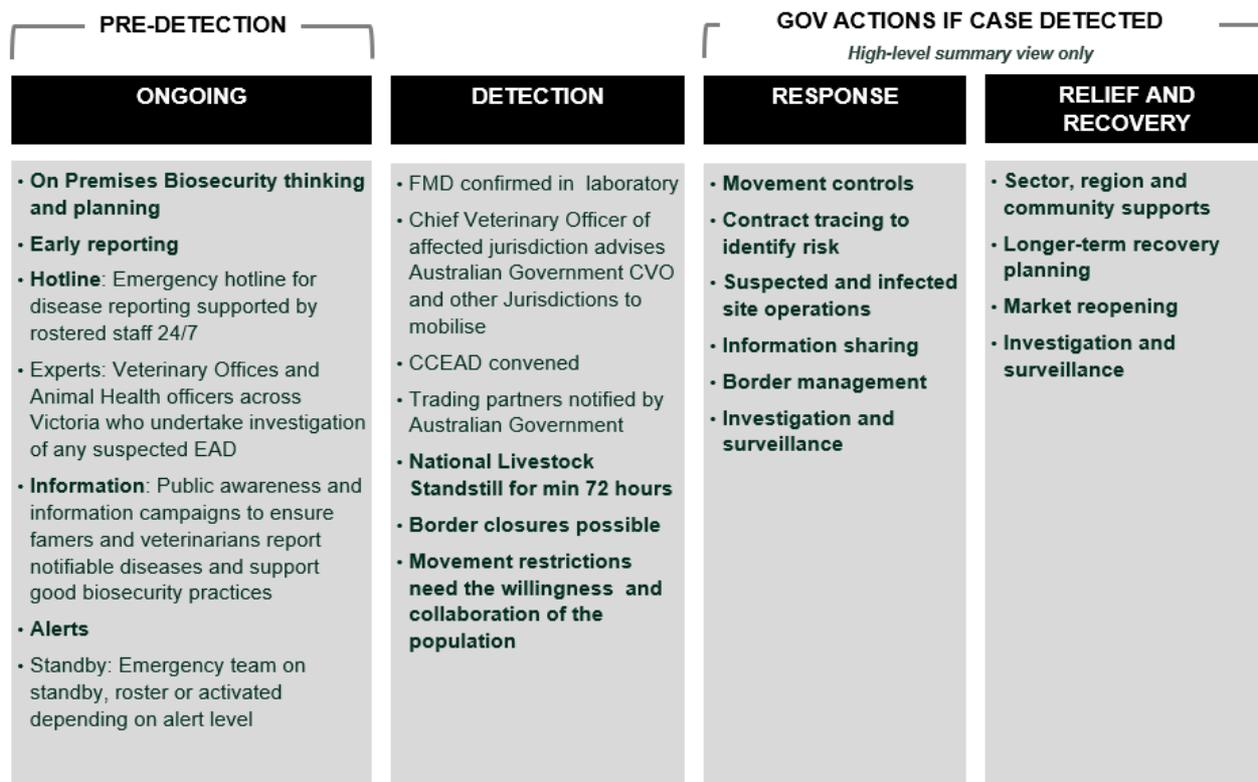 PRE-DETECTION
GOV ACTIONS IF CASE DETECTED
High-level summary view only
ONGOING
• On Premises Biosecurity thinking
and planning
• Early reporting
• Hotline: Emergency hotline for
disease reporting supported by
rostered staff 24/7
• Experts: Veterinary Offices and
Animal Health officers across
Victoria who undertake investigation
of any suspected EAD
• Information: Public awareness and
information campaigns to ensure
famers and veterinarians report
notifiable diseases and support
good biosecurity practices
• Alerts
• Standby: Emergency team on
standby, roster or activated
depending on alert level
DETECTION
• FMD confirmed in laboratory
• Chief Veterinary Officer of
affected jurisdiction advises
Australian Government CVO
and other Jurisdictions to
mobilise
• CCEAD convened
• Trading partners notified by
Australian Government
• National Livestock
Standstill for min 72 hours
• Border closures possible
• Movement restrictions
need the willingness and
collaboration of the
population
RESPONSE
• Movement controls
• Contract tracing to
identify risk
• Suspected and infected
site operations
• Information sharing
• Border management
• Investigation and
surveillance
RELIEF AND
RECOVERY
• Sector, region and
community supports
• Longer-term recovery
planning
• Market reopening
• Investigation and
surveillance